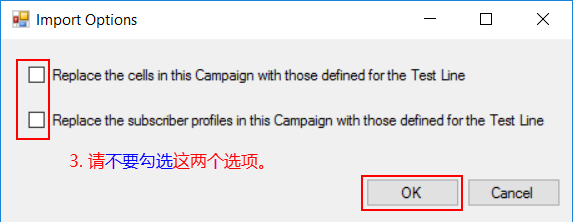 Import Options
Replace the cells in this Campaign with those defined for the Test Line
Replace the subscriber profiles in this Campaign with those defined for the Test Line
3. 请不要勾选这两个选项。
OK Cancel